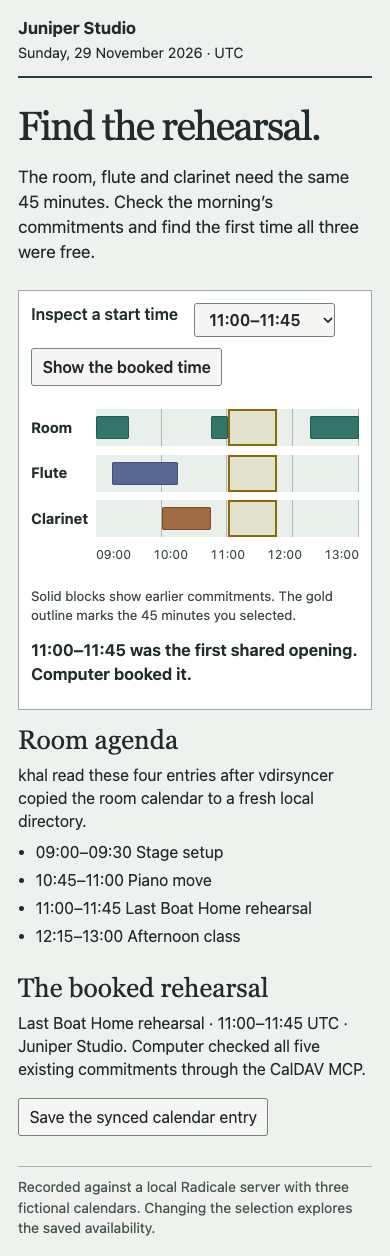 Juniper Studio
Sunday, 29 November 2026 · UTC
Find the rehearsal.
The room, flute and clarinet need the same
45 minutes. Check the morning’s
commitments and find the first time all three
were free.
Inspect a start time
11:00–11:45
Show the booked time
Room
Flute
Clarinet
09:00 10:00 11:00 12:00 13:00
Solid blocks show earlier commitments. The gold
outline marks the 45 minutes you selected.
11:00–11:45 was the first shared opening.
Computer booked it.
Room agenda
khal read these four entries after vdirsyncer
copied the room calendar to a fresh local
directory.
• 09:00–09:30 Stage setup
• 10:45–11:00 Piano move
• 11:00–11:45 Last Boat Home rehearsal
• 12:15–13:00 Afternoon class
The booked rehearsal
Last Boat Home rehearsal · 11:00–11:45 UTC ·
Juniper Studio. Computer checked all five
existing commitments through the CalDAV MCP.
Save the synced calendar entry
Recorded against a local Radicale server with three
fictional calendars. Changing the selection explores
the saved availability.